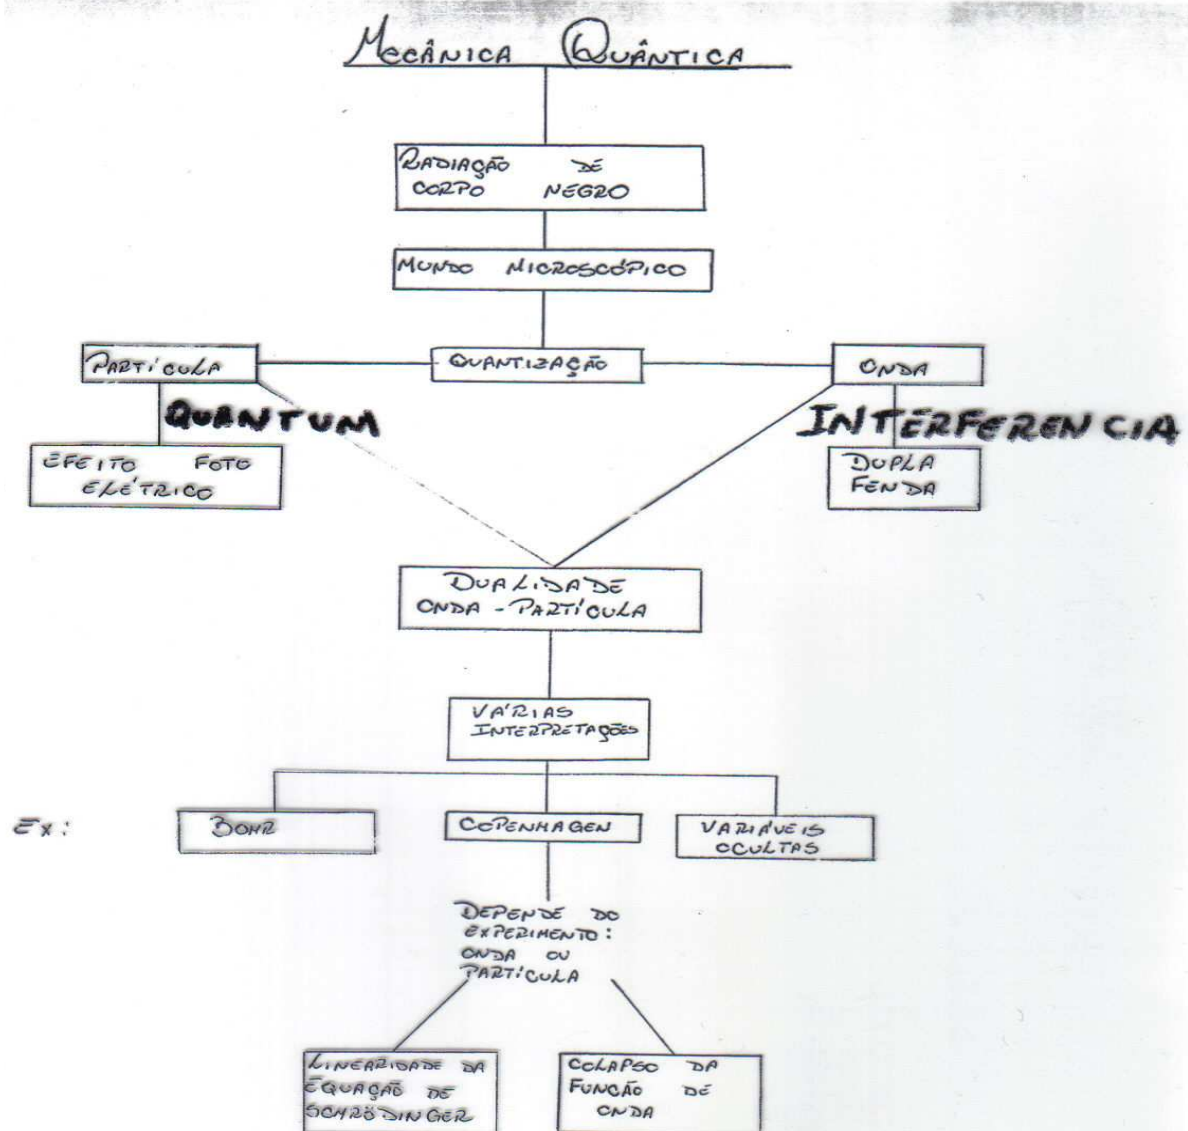 MECÂNICA QUÂNTICA
RADIAÇÃO DE
CORPO NEGRO
MUNDO MICROSCÓPICO
PARTÍCULA
QUANTIZAÇÃO
ONDA
QUANTUM
INTERFERENCIA
EFEITO FOTO
ELÉTRICO
DUPLA
FENDA
DUALIDADE
ONDA - PARTÍCULA
VÁRIAS
INTERPRETAÇÕES
Ex:
BOHR
COPENHAGEN
VARIÁVEIS
OCULTAS
DEPENDE DO
EXPERIMENTO:
ONDA OU
PARTÍCULA
LINEARIDADE DA
EQUAÇÃO DE
SCHRÖDINGER
COLAPSO DA
FUNCÃO DE
ONDA